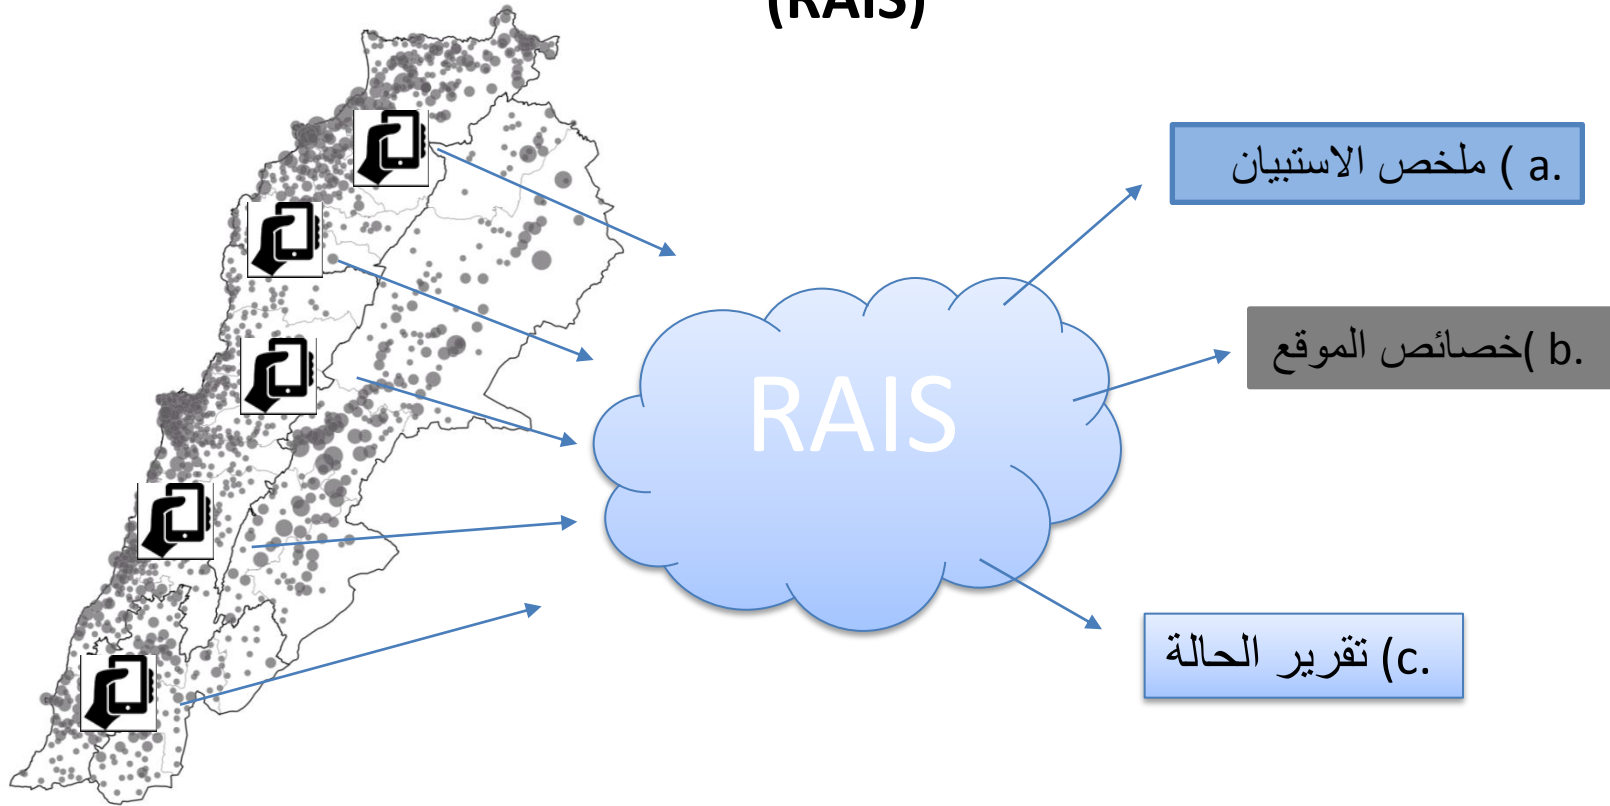 (RAIS)
a. ) ملخص الاستبيان
RAIS
b. )خصائص الموقع
c. ) تقرير الحالة